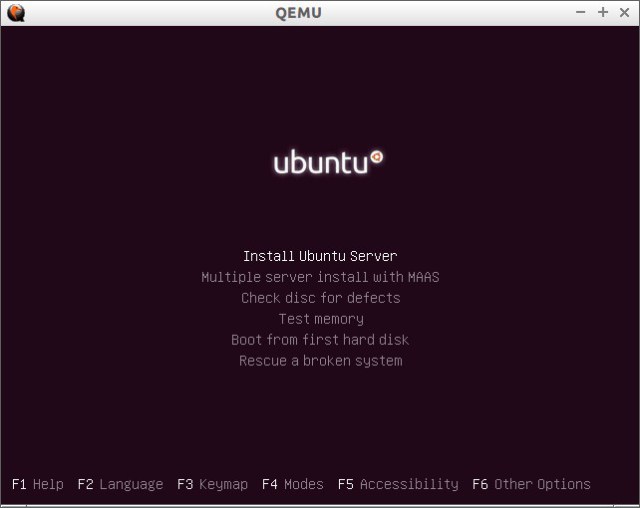 QEMU
ubuntu
Install Ubuntu Server
Multiple server install with MAAS
Check disc for defects
Test memory
Boot from first hard disk
Rescue a broken system
F1 Help F2 Language F3 Keymap F4 Modes F5 Accessibility F6 Other Options